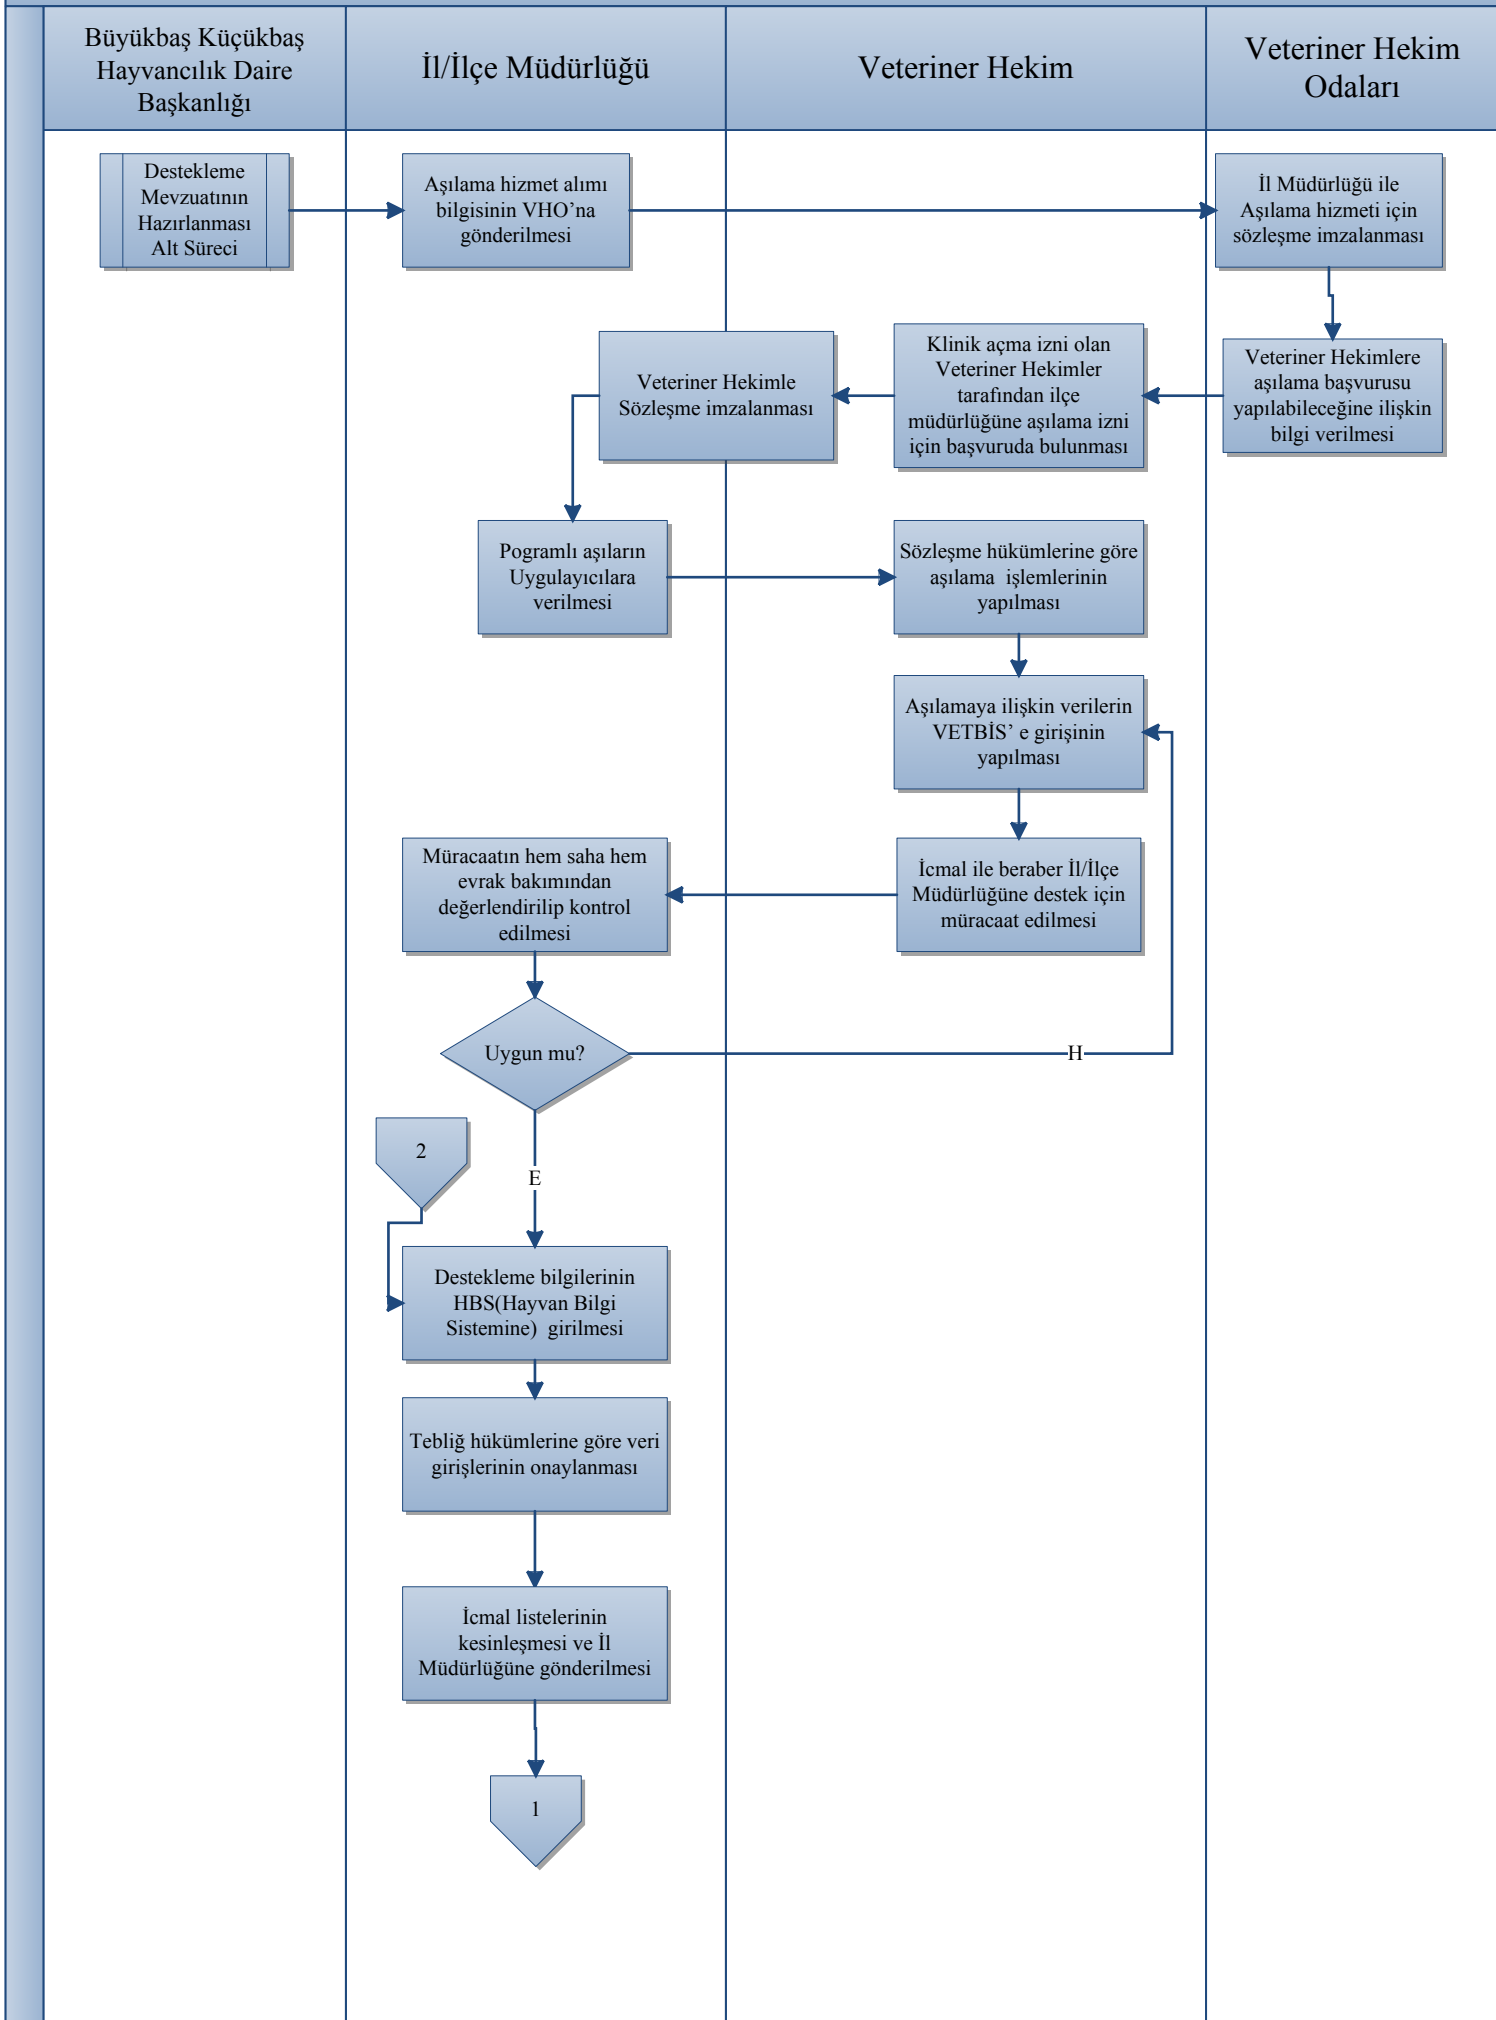 Büyükbaş Küçükbaş
Hayvancılık Daire
Başkanlığı
İl/İlçe Müdürlüğü
Veteriner Hekim
Veteriner Hekim
Odaları
Destekleme
Mevzuatının
Hazırlanması
Alt Süreci
Aşılama hizmet alımı
bilgisinin VHO’na
gönderilmesi
İl Müdürlüğü ile
Aşılama hizmeti için
sözleşme imzalanması
Veteriner Hekimle
Sözleşme imzalanması
Klinik açma izni olan
Veteriner Hekimler
tarafından ilçe
müdürlüğüne aşılama izni
için başvuruda bulunması
Veteriner Hekimlere
aşılama başvurusu
yapılabileceğine ilişkin
bilgi verilmesi
Pogramlı aşıların
Uygulayıcılara
verilmesi
Sözleşme hükümlerine göre
aşılama  işlemlerinin
yapılması
Aşılamaya ilişkin verilerin
VETBİS’ e girişinin
yapılması
Müracaatın hem saha hem
evrak bakımından
değerlendirilip kontrol
edilmesi
İcmal ile beraber İl/İlçe
Müdürlüğüne destek için
müracaat edilmesi
Uygun mu?
H
2
E
Destekleme bilgilerinin
HBS(Hayvan Bilgi
Sistemine)  girilmesi
Tebliğ hükümlerine göre veri
girişlerinin onaylanması
İcmal listelerinin
kesinleşmesi ve İl
Müdürlüğüne gönderilmesi
1